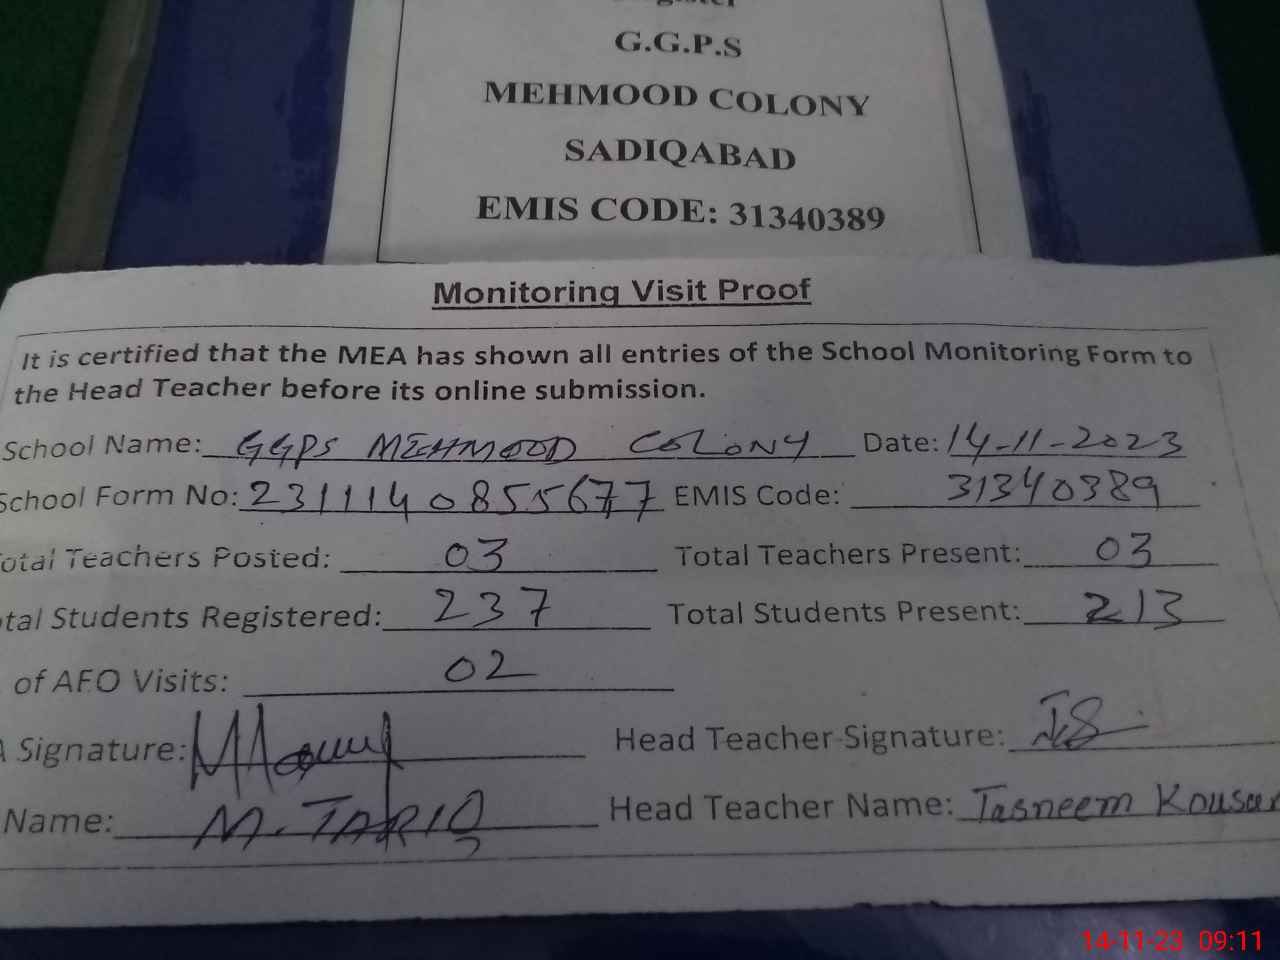 G.G.P.S
MEHMOOD COLONY
SADIQABAD
EMIS CODE: 31340389
Monitoring Visit Proof
It is certified that the MEA has shown all entries of the School Monitoring Form to
the Head Teacher before its online submission.
School Name: GGPS MEHMOOD COLONY Date: 14-11-2023
School Form No: 2311140855677 EMIS Code: 31340389
otal Teachers Posted: 03 Total Teachers Present: 03
tal Students Registered: 237 Total Students Present: 213
of AEO Visits: 02
A Signature: Head Teacher Signature:
Name: M. TARIQ Head Teacher Name: Tasneem Kousar
14-11-23 09:11